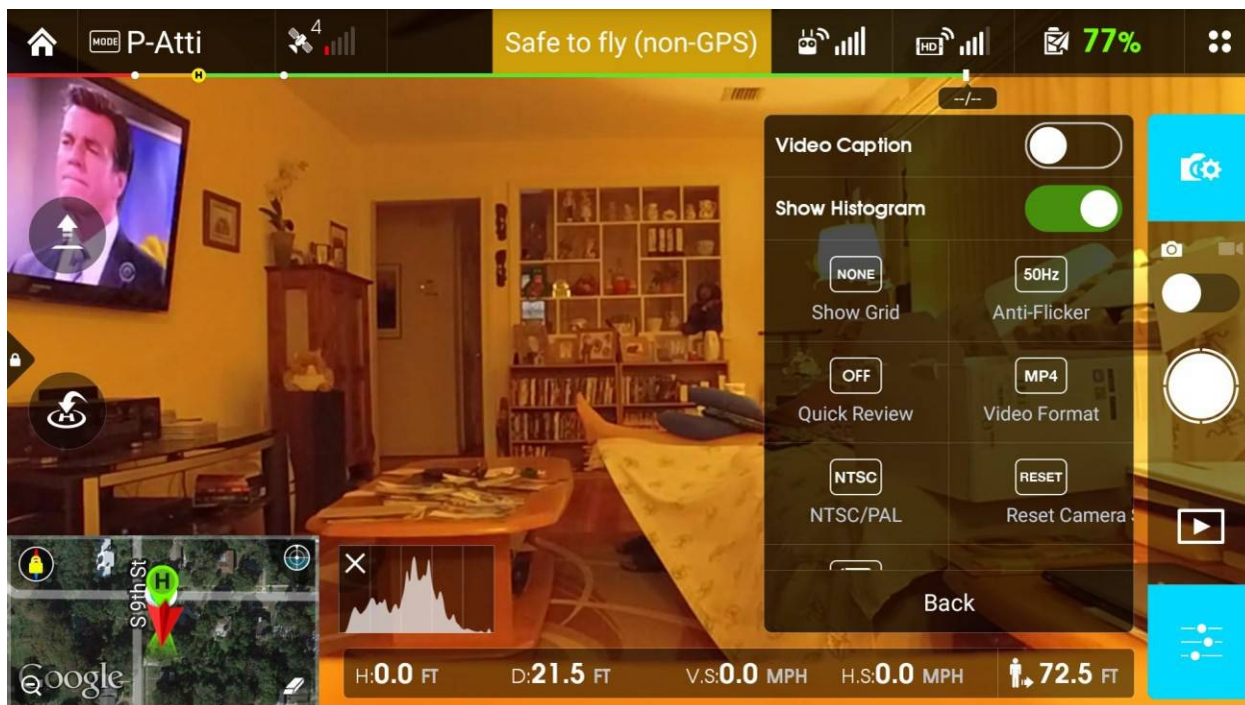 MODE P-Atti 4 Safe to fly (non-GPS) HD 77%
H
--/--
Video Caption
Show Histogram
NONE 50Hz
Show Grid Anti-Flicker
OFF MP4
Quick Review Video Format
H
NTSC RESET
NTSC/PAL Reset Camera
S 9th St
H
Back
Google
H:0.0 FT D:21.5 FT V.S:0.0 MPH H.S:0.0 MPH 72.5 FT